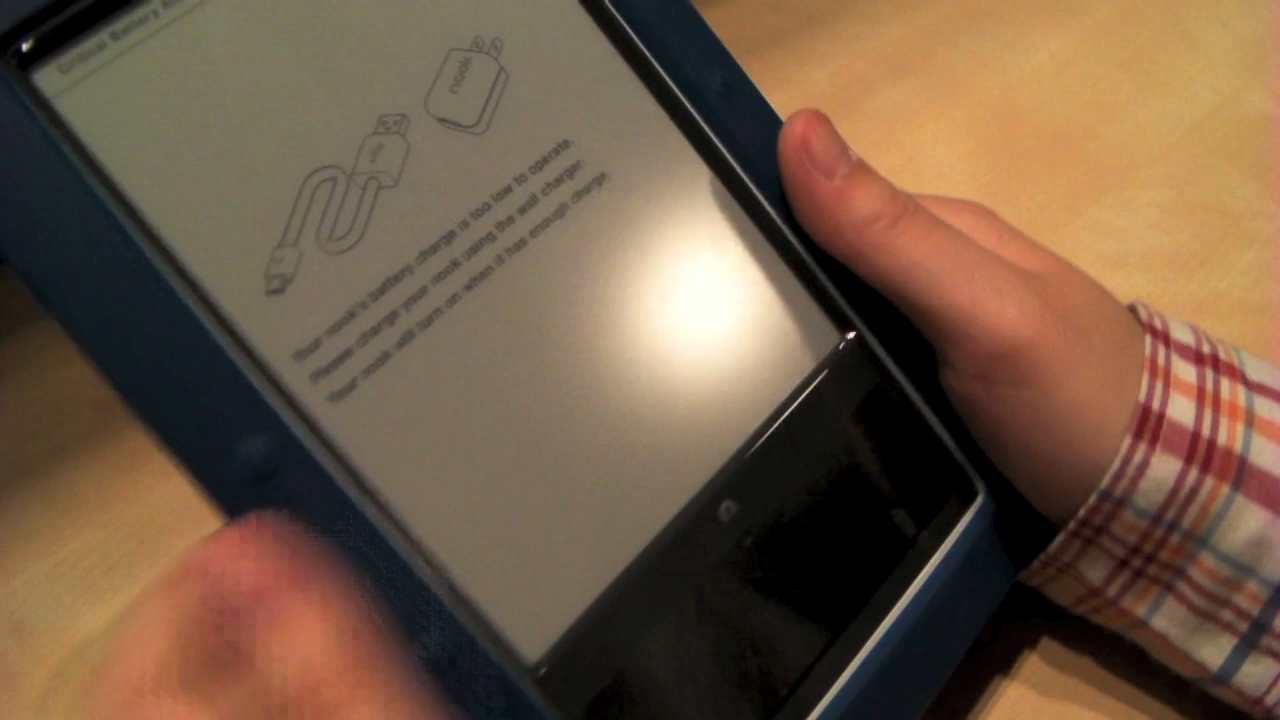 Critical Battery
nook
Your nook's battery charge is too low to operate.
Please charge your nook using the wall charger.
Your nook will turn on when it has enough charge.